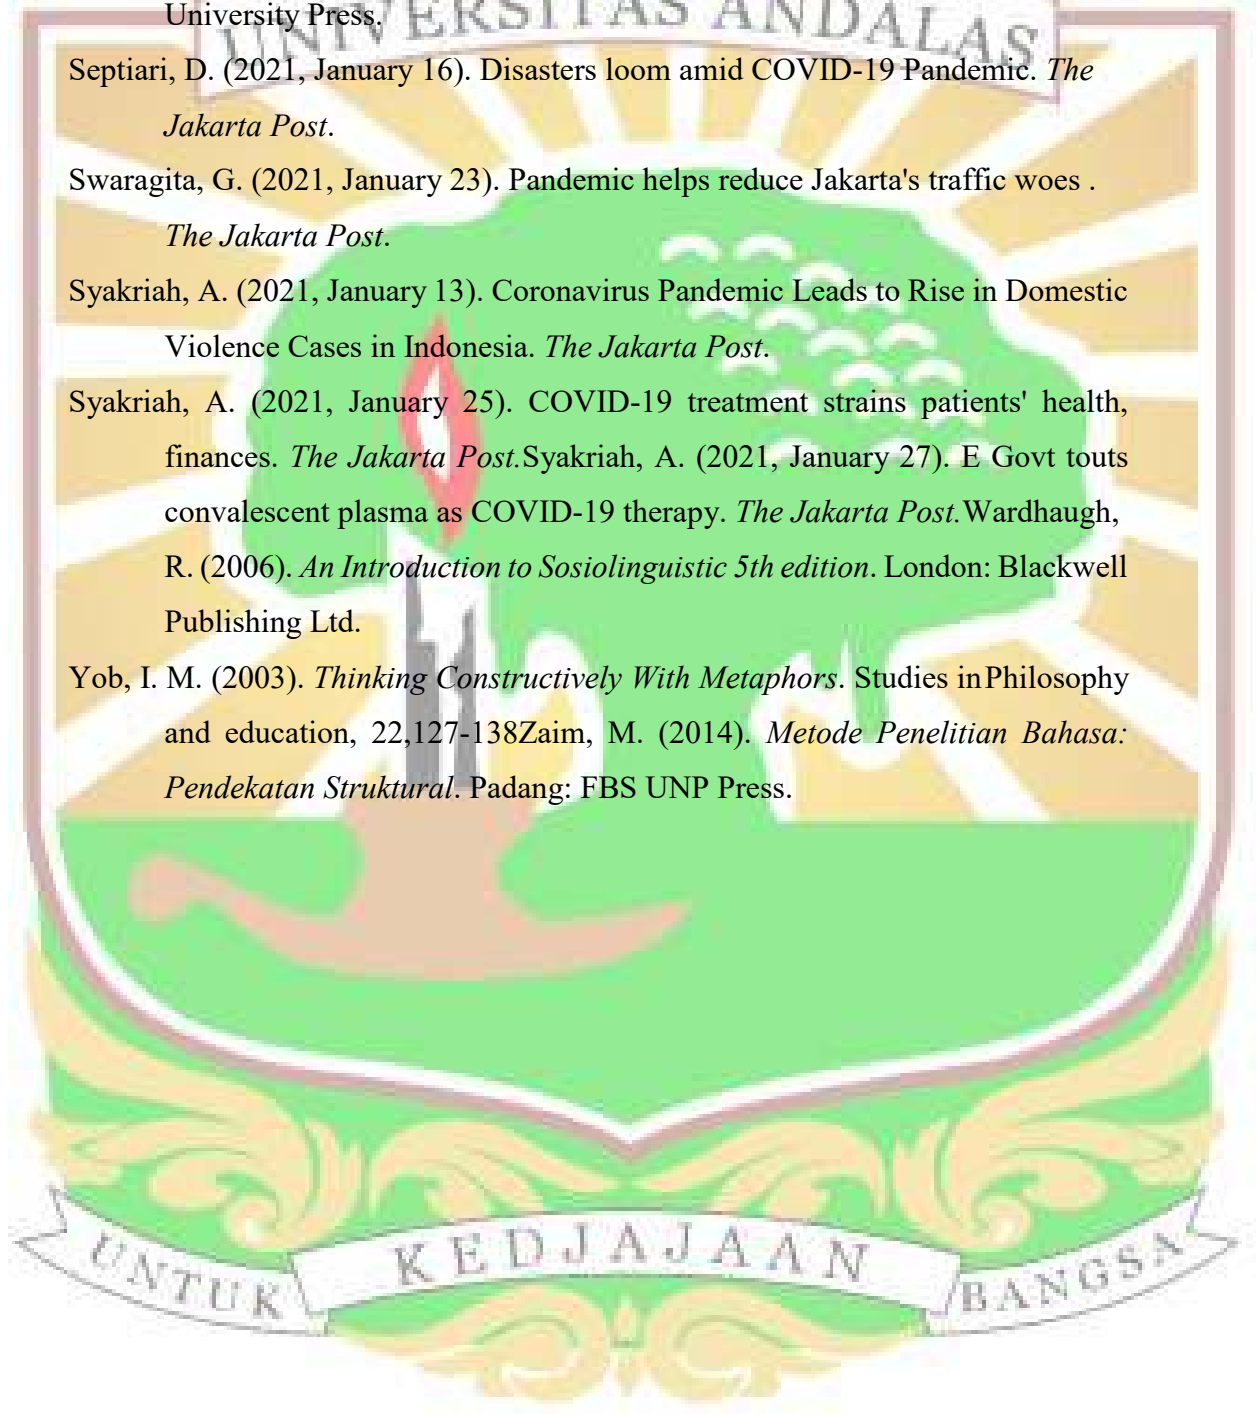 University Press.
UNIVERSITAS ANDALAS
Septiari, D. (2021, January 16). Disasters loom amid COVID-19 Pandemic. The
Jakarta Post.
Swaragita, G. (2021, January 23). Pandemic helps reduce Jakarta's traffic woes .
The Jakarta Post.
Syakriah, A. (2021, January 13). Coronavirus Pandemic Leads to Rise in Domestic
Violence Cases in Indonesia. The Jakarta Post.
Syakriah, A. (2021, January 25). COVID-19 treatment strains patients' health,
finances. The Jakarta Post.Syakriah, A. (2021, January 27). E Govt touts
convalescent plasma as COVID-19 therapy. The Jakarta Post.Wardhaugh,
R. (2006). An Introduction to Sosiolinguistic 5th edition. London: Blackwell
Publishing Ltd.
Yob, I. M. (2003). Thinking Constructively With Metaphors. Studies inPhilosophy
and education, 22,127-138Zaim, M. (2014). Metode Penelitian Bahasa:
Pendekatan Struktural. Padang: FBS UNP Press.
UNTUK KEDJAJAAN BANGSA